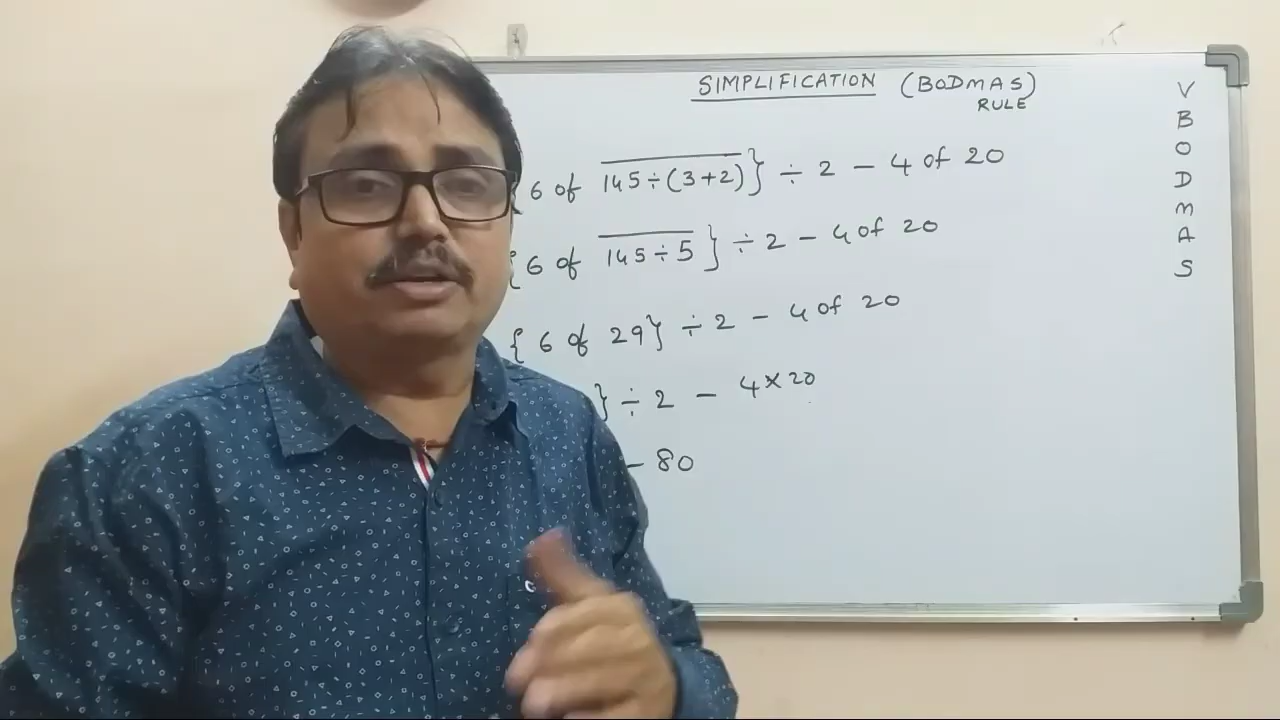 SIMPLIFICATION (BODMAS)
RULE
{6 of 145÷(3+2)} ÷ 2 − 4 of 20
{6 of 145÷5} ÷ 2 − 4 of 20
{ 6 of 29} ÷ 2 − 4 of 20
} ÷ 2 − 4×20
− 80
V
B
O
D
M
A
S